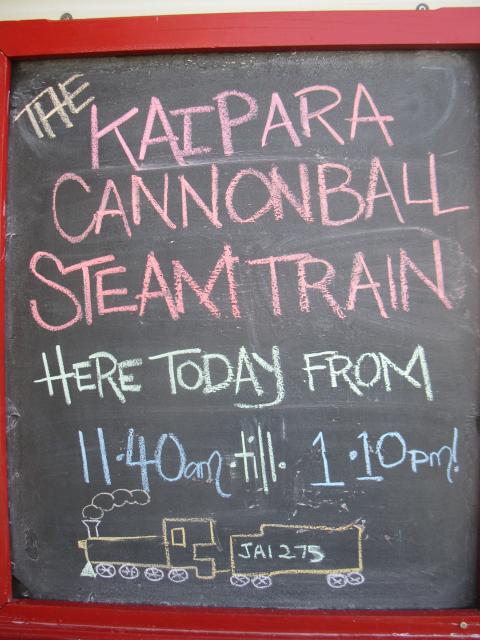 THE
KAIPARA
CANNONBALL
STEAM TRAIN
HERE TODAY FROM
11.40am.till. 1.10pm!
JA1275